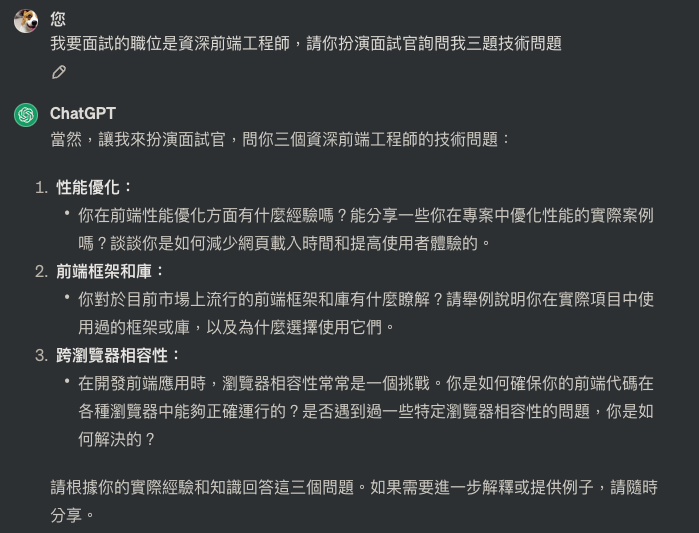 您
我要面試的職位是資深前端工程師，請你扮演面試官詢問我三題技術問題
ChatGPT
當然，讓我來扮演面試官，問你三個資深前端工程師的技術問題：
1. 性能優化：
• 你在前端性能優化方面有什麼經驗嗎？能分享一些你在專案中優化性能的實際案例
嗎？談談你是如何減少網頁載入時間和提高使用者體驗的。
2. 前端框架和庫：
• 你對於目前市場上流行的前端框架和庫有什麼瞭解？請舉例說明你在實際項目中使
用過的框架或庫，以及為什麼選擇使用它們。
3. 跨瀏覽器相容性：
• 在開發前端應用時，瀏覽器相容性常常是一個挑戰。你是如何確保你的前端代碼在
各種瀏覽器中能夠正確運行的？是否遇到過一些特定瀏覽器相容性的問題，你是如
何解決的？
請根據你的實際經驗和知識回答這三個問題。如果需要進一步解釋或提供例子，請隨時
分享。